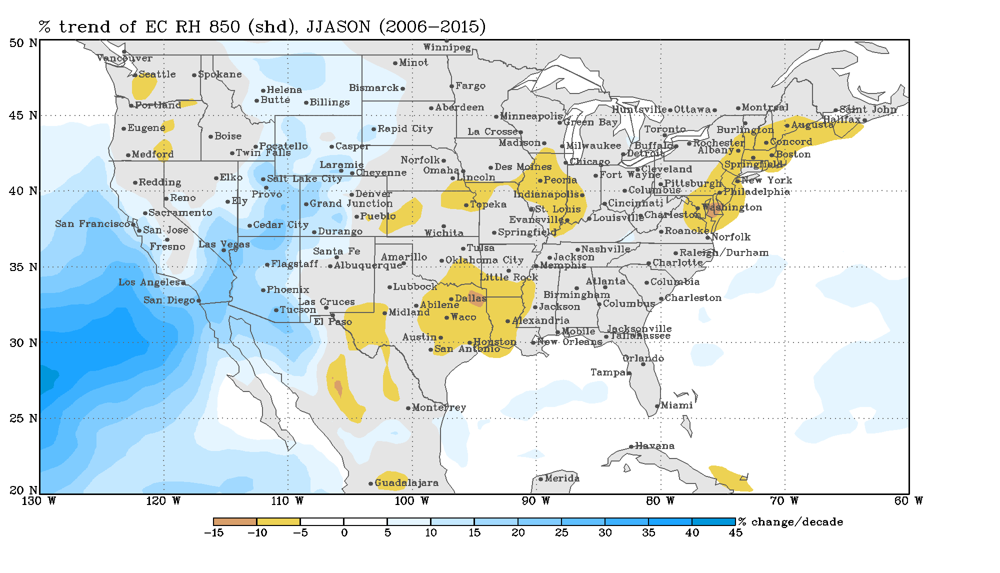 % trend of EC RH 850 (shd), JJASON (2006−2015)
50 N
Winnipeg
Vancouver
Minot
Seattle
Spokane
Helena
Bismarck
Fargo
Butte
Billings
Portland
Aberdeen
Huntsville
Ottawa
Montreal
Saint John
45 N
Minneapolis
Green Bay
Halifax
Eugene
Rapid City
La Crosse
Toronto
Burlington
Augusta
Boise
Pocatello
Casper
Madison
Milwaukee
Buffalo
Rochester
Concord
Medford
Twin Falls
Detroit
Albany
Boston
Norfolk
Laramie
Cheyenne
Omaha
Des Moines
Chicago
Cleveland
Springfield
Redding
Elko
Salt Lake City
Lincoln
Peoria
Fort Wayne
Pittsburgh
New York
40 N
Reno
Ely
Provo
Denver
Indianapolis
Columbus
Philadelphia
Grand Junction
Topeka
St. Louis
Cincinnati
Washington
Sacramento
Pueblo
Evansville
Louisville
Charleston
San Francisco
San Jose
Cedar City
Durango
Wichita
Springfield
Roanoke
Norfolk
Fresno
Las Vegas
Santa Fe
Tulsa
Nashville
Raleigh/Durham
35 N
Flagstaff
Albuquerque
Amarillo
Oklahoma City
Jackson
Memphis
Charlotte
Los Angeles
Little Rock
Atlanta
Columbia
Phoenix
Lubbock
Birmingham
San Diego
Las Cruces
Dallas
Charleston
Tucson
Abilene
Jackson
Columbus
El Paso
Midland
Waco
Alexandria
Austin
Mobile
Jacksonville
Tallahassee
30 N
San Antonio
Houston
New Orleans
Orlando
Tampa
Monterrey
Miami
25 N
Havana
Guadalajara
Merida
20 N
130 W
120 W
110 W
100 W
90 W
80 W
70 W
60 W
−15
−10
−5
0
5
10
15
20
25
30
35
40
45
% change/decade